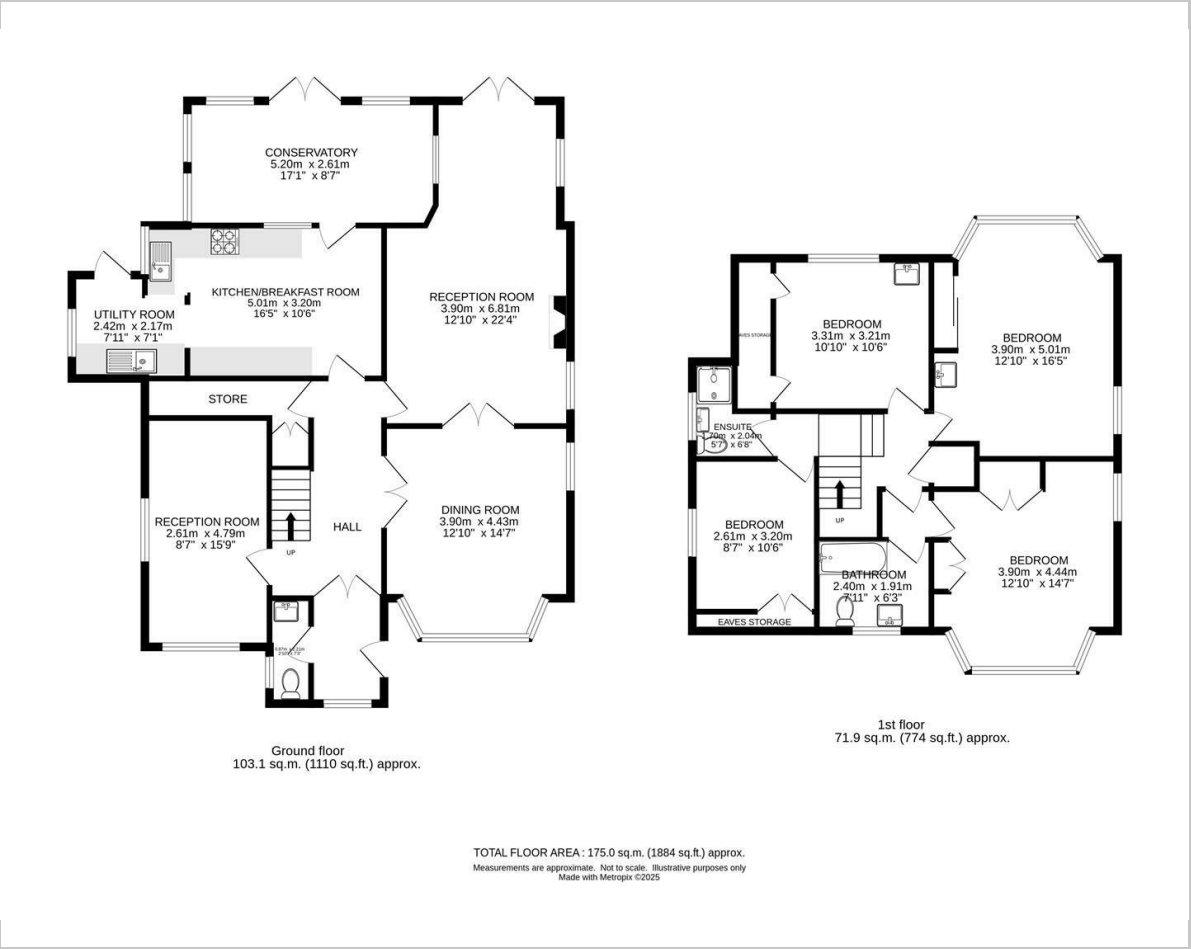 CONSERVATORY
5.20m x 2.61m
17'1" x 8'7"
KITCHEN/BREAKFAST ROOM
5.01m x 3.20m
16'5" x 10'6"
UTILITY ROOM
2.42m x 2.17m
7'11" x 7'1"
RECEPTION ROOM
3.90m x 6.81m
12'10" x 22'4"
STORE
RECEPTION ROOM
2.61m x 4.79m
8'7" x 15'9"
UP
HALL
DINING ROOM
3.90m x 4.43m
12'10" x 14'7"
Ground floor
103.1 sq.m. (1110 sq.ft.) approx.
BEDROOM
3.31m x 3.21m
10'10" x 10'6"
STORAGE
BEDROOM
3.90m x 5.01m
12'10" x 16'5"
ENSUITE
x 2.04m
5'7" x 6'8"
BEDROOM
2.61m x 3.20m
8'7" x 10'6"
UP
BATHROOM
2.40m x 1.91m
7'11" x 6'3"
BEDROOM
3.90m x 4.44m
12'10" x 14'7"
EAVES STORAGE
1st floor
71.9 sq.m. (774 sq.ft.) approx.
TOTAL FLOOR AREA : 175.0 sq.m. (1884 sq.ft.) approx.
Measurements are approximate. Not to scale. Illustrative purposes only
Made with Metropix ©2025